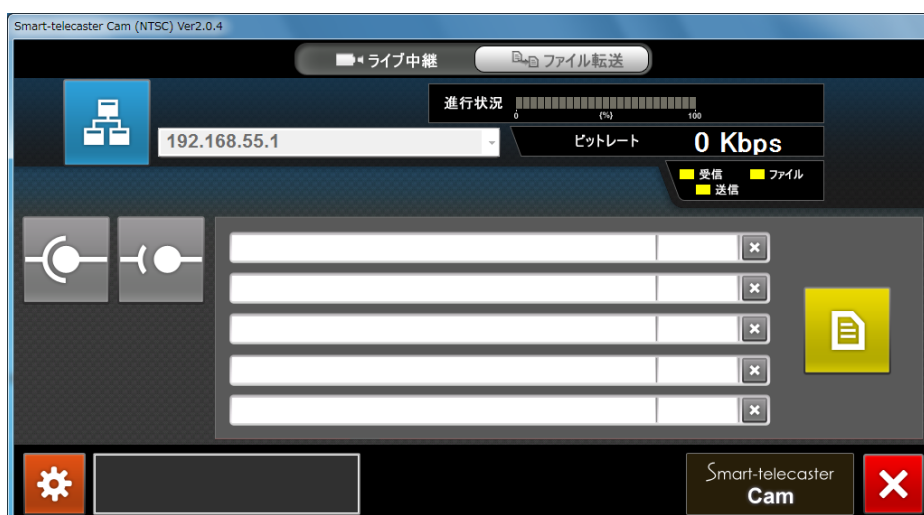 Smart-telecaster Cam (NTSC) Ver2.0.4
ライブ中継 ファイル転送
進行状況
0 (%) 100
192.168.55.1
ビットレート 0 Kbps
受信 ファイル
送信
Smart-telecaster
Cam